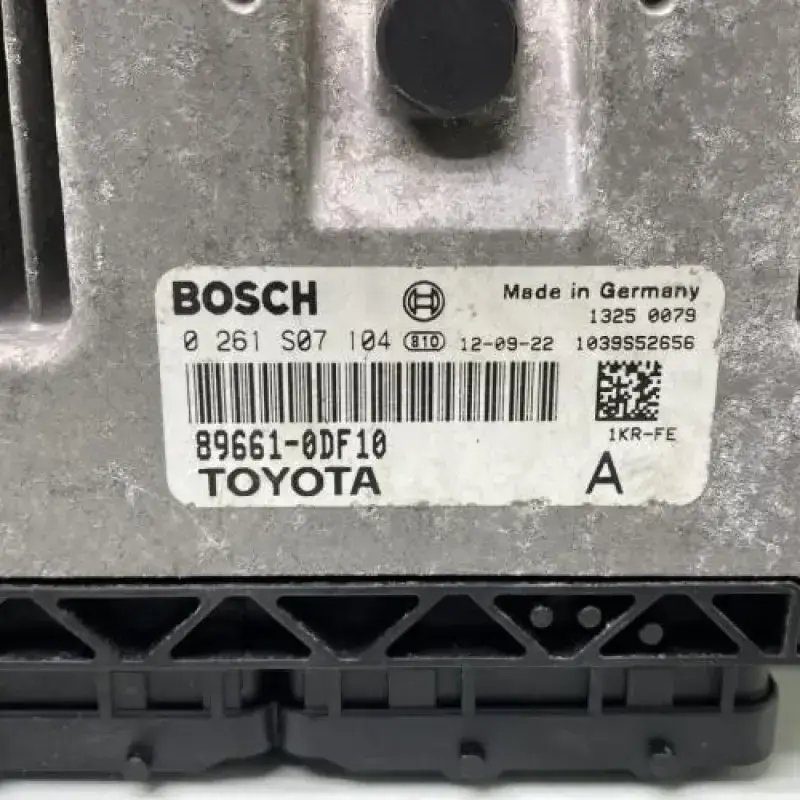 BOSCH Made in Germany
1325 0079
0 261 S07 104 810 12-09-22 1039S52656
89661-0DF10 1KR-FE
TOYOTA A